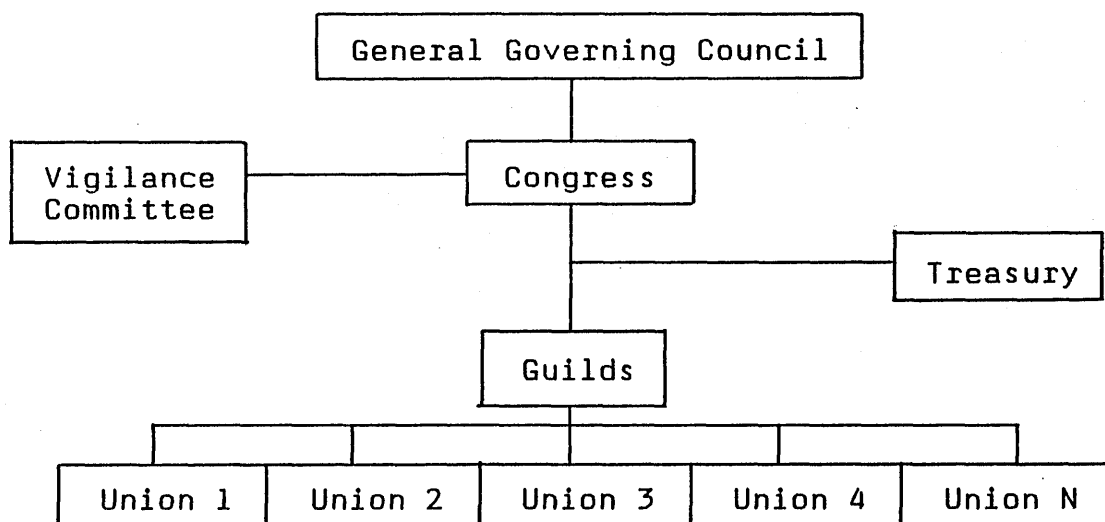 General Governing Council
Vigilance
Committee
Congress
Treasury
Guilds
Union 1
Union 2
Union 3
Union 4
Union N